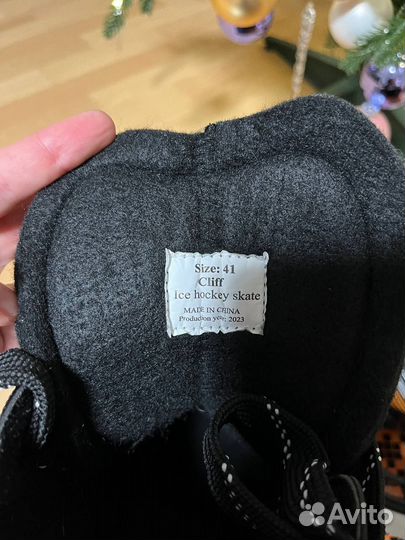 Size: 41
Cliff
Ice hockey skate
MADE IN CHINA
Production year: 2023
Avito